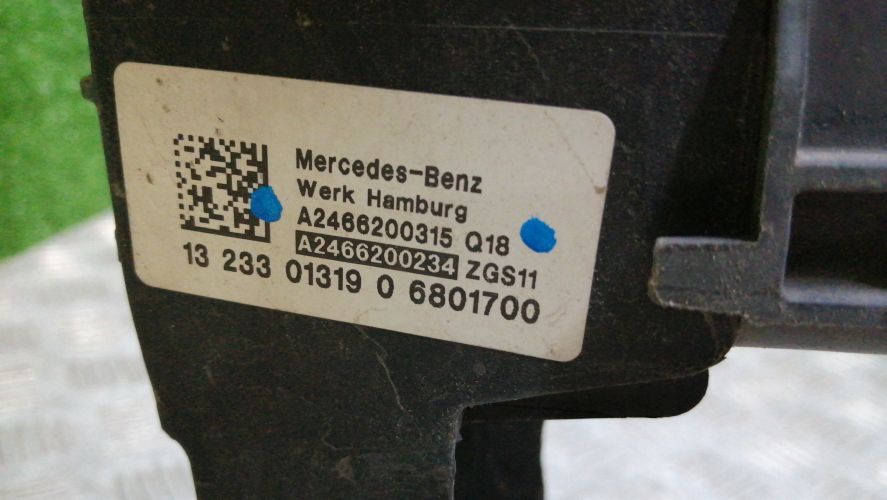 Mercedes-Benz
Werk Hamburg
A2466200315 Q18
A2466200234 ZGS11
13 233 01319 0 6801700